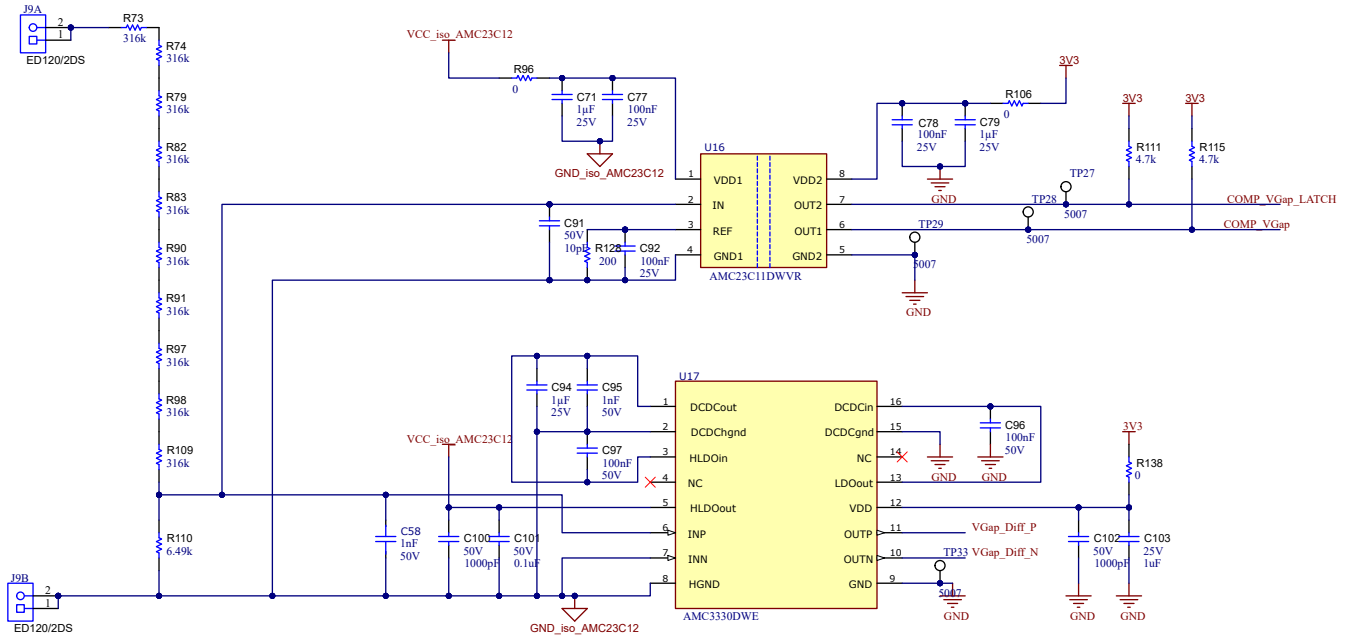 J9A
2
1
ED120/2DS
R73
316k
R74
316k
R79
316k
R82
316k
R83
316k
R90
316k
R91
316k
R97
316k
R98
316k
R109
316k
R110
6.49k
J9B
2
1
ED120/2DS
VCC_iso_AMC23C12
R96
0
C71
1µF
25V
C77
100nF
25V
GND_iso_AMC23C12
C91
50V
10pF
R128
200
C92
100nF
25V
U16
1
VDD1
2
IN
3
REF
4
GND1
VDD2
8
OUT2
7
OUT1
6
GND2
5
AMC23C11DWVR
C78
100nF
25V
C79
1µF
25V
GND
R106
0
3V3
3V3
R111
4.7k
3V3
R115
4.7k
TP27
5007
TP28
5007
TP29
5007
GND
COMP_VGap_LATCH
COMP_VGap
C94
1µF
25V
C95
1nF
50V
C97
100nF
50V
VCC_iso_AMC23C12
C58
1nF
50V
C100
50V
1000pF
C101
50V
0.1uF
GND_iso_AMC23C12
U17
1
DCDCout
2
DCDChgnd
3
HLDOin
4
NC
5
HLDOout
6
INP
7
INN
8
HGND
DCDCin
16
DCDCgnd
15
NC
14
LDOout
13
VDD
12
OUTP
11
OUTN
10
GND
9
AMC3330DWE
GND
C96
100nF
50V
GND
3V3
R138
0
VGap_Diff_P
VGap_Diff_N
TP33
5007
GND
C102
50V
1000pF
GND
C103
25V
1uF
GND